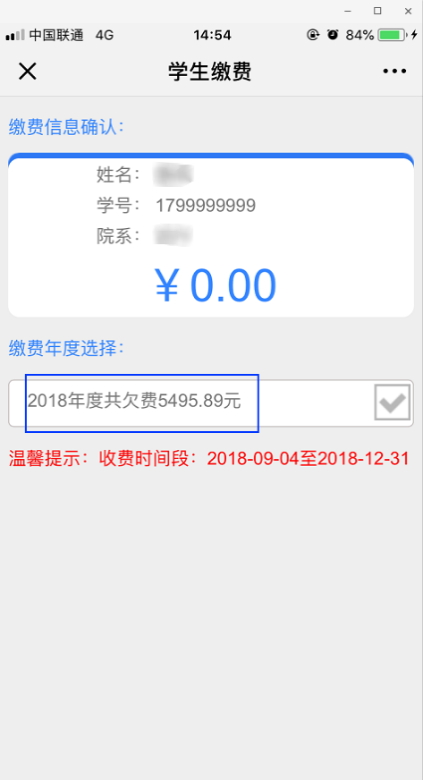 中国联通 4G 14:54 84%
学生缴费
缴费信息确认：
姓名：
学号： 1799999999
院系：
￥0.00
缴费年度选择：
2018年度共欠费5495.89元
温馨提示：收费时间段：2018-09-04至2018-12-31